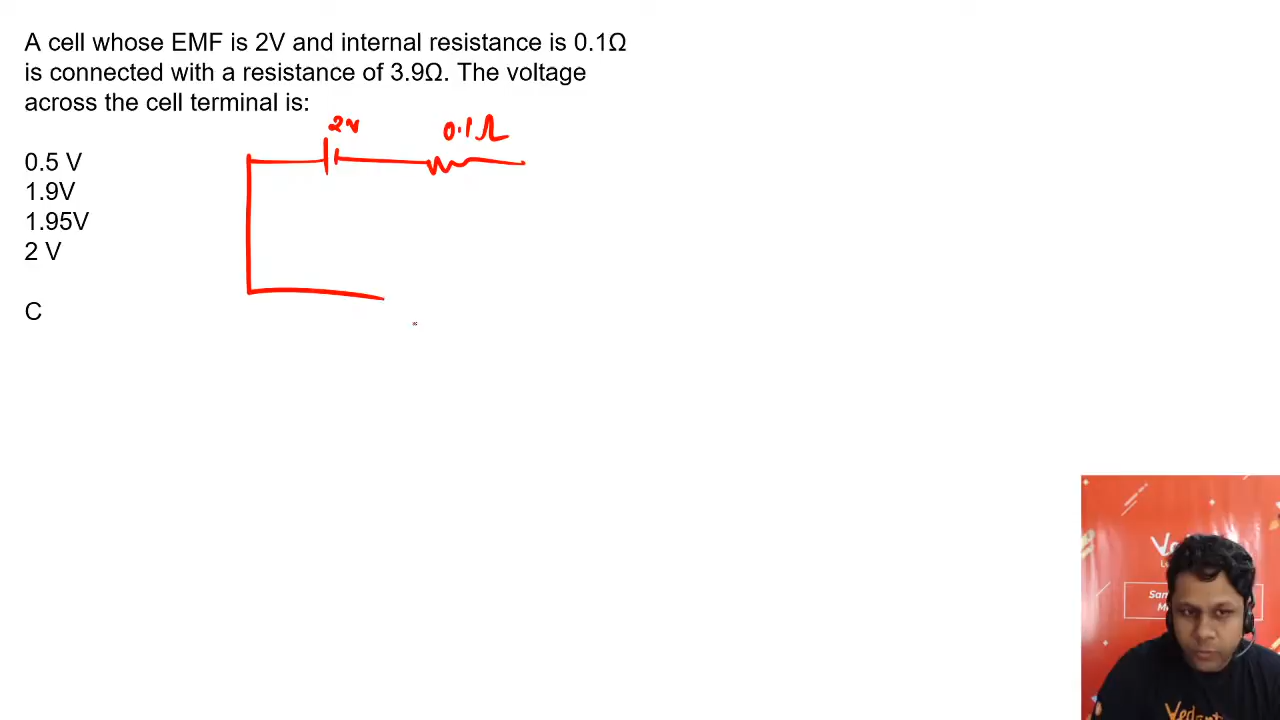 A cell whose EMF is 2V and internal resistance is 0.1Ω
is connected with a resistance of 3.9Ω. The voltage
across the cell terminal is:
2v
0.1Ω
0.5 V
1.9V
1.95V
2 V
C